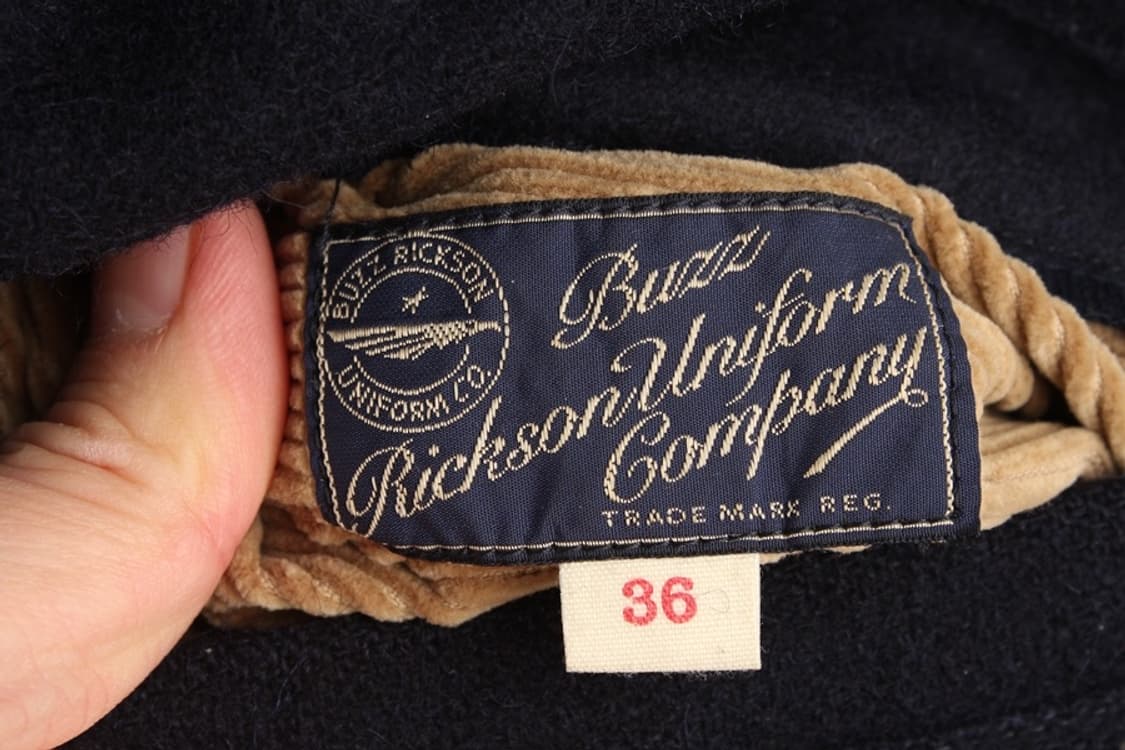 BUZZ RICKSON
UNIFORM CO.
Buzz
Rickson Uniform
Company
TRADE MARK REG.
36